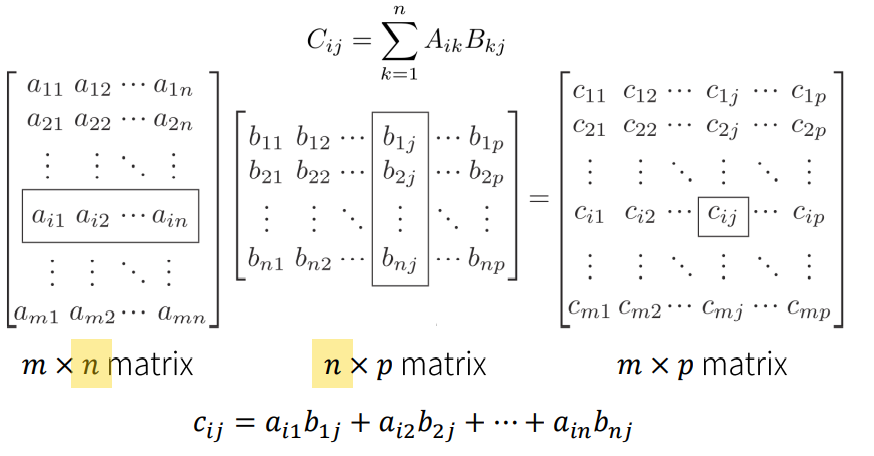 C_{ij} = \sum_{k=1}^{n} A_{ik} B_{kj}
a_{11} a_{12} ⋯ a_{1n}
a_{21} a_{22} ⋯ a_{2n}
⋮ ⋮ ⋱ ⋮
a_{i1} a_{i2} ⋯ a_{in}
⋮ ⋮ ⋱ ⋮
a_{m1} a_{m2} ⋯ a_{mn}
b_{11} b_{12} ⋯ b_{1j} ⋯ b_{1p}
b_{21} b_{22} ⋯ b_{2j} ⋯ b_{2p}
⋮ ⋮ ⋱ ⋮ ⋱ ⋮
b_{n1} b_{n2} ⋯ b_{nj} ⋯ b_{np}
=
c_{11} c_{12} ⋯ c_{1j} ⋯ c_{1p}
c_{21} c_{22} ⋯ c_{2j} ⋯ c_{2p}
⋮ ⋮ ⋱ ⋮ ⋱ ⋮
c_{i1} c_{i2} ⋯ c_{ij} ⋯ c_{ip}
⋮ ⋮ ⋱ ⋮ ⋱ ⋮
c_{m1} c_{m2} ⋯ c_{mj} ⋯ c_{mp}
m × n matrix
n × p matrix
m × p matrix
c_{ij} = a_{i1}b_{1j} + a_{i2}b_{2j} + ⋯ + a_{in}b_{nj}